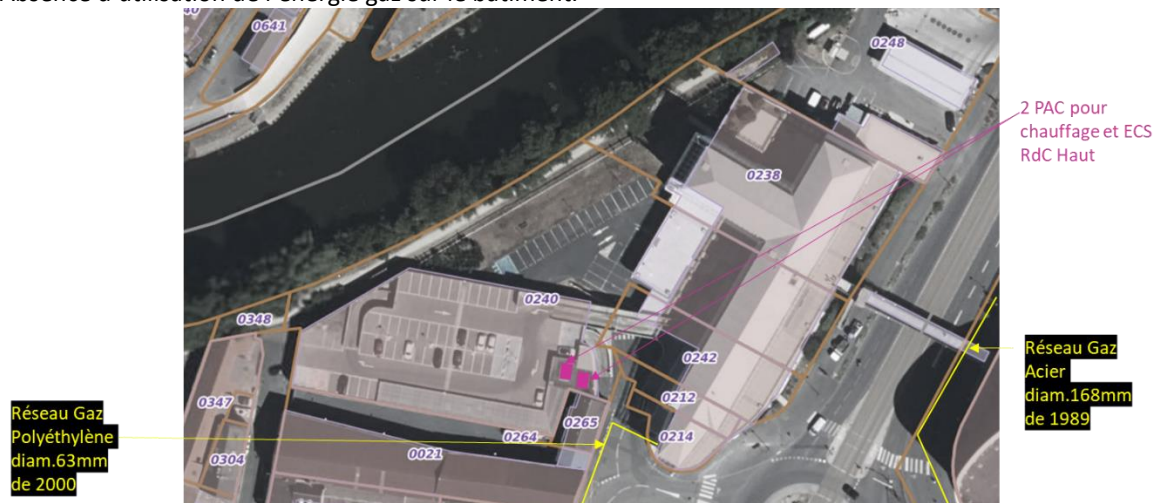 Absence d'utilisation de l'énergie gaz sur le bâtiment.
0641
0248
2 PAC pour
chauffage et ECS
RdC Haut
0238
0240
0348
0242
Réseau Gaz
Acier
diam.168mm
de 1989
0212
0347
Réseau Gaz
Polyéthylène
diam.63mm
de 2000
0265
0264
0214
0021
0304